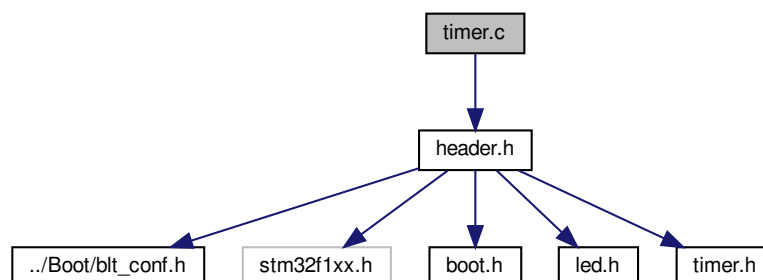 timer.c
header.h
../Boot/blt_conf.h
stm32f1xx.h
boot.h
led.h
timer.h